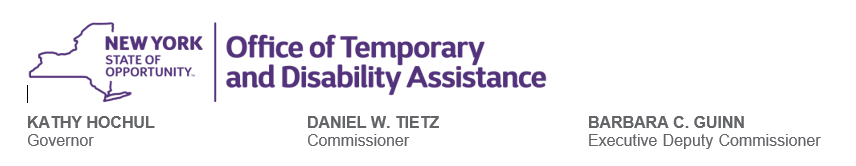 NEW YORK
STATE OF
OPPORTUNITY™
Office of Temporary
and Disability Assistance
KATHY HOCHUL
Governor
DANIEL W. TIETZ
Commissioner
BARBARA C. GUINN
Executive Deputy Commissioner